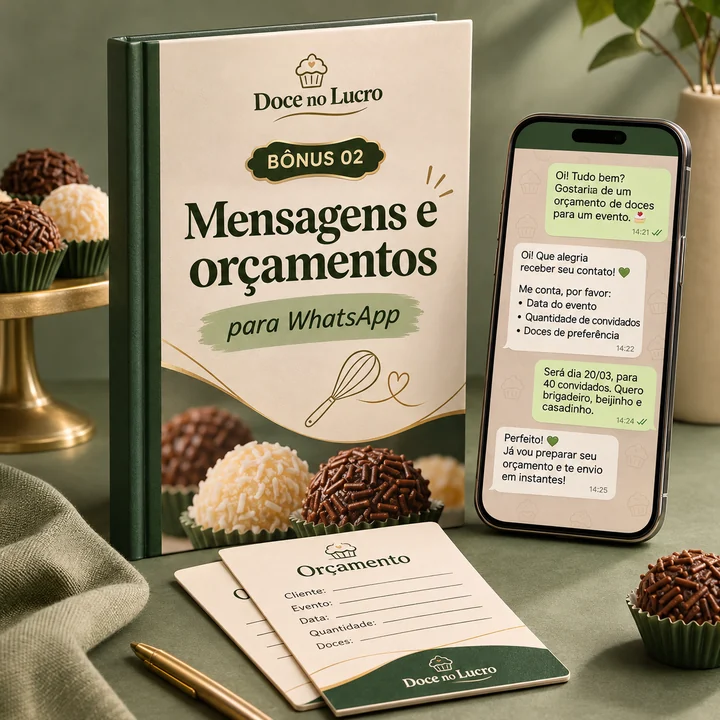 Doce no Lucro
BÔNUS 02
Mensagens e
orçamentos
para WhatsApp
Oi! Tudo bem?
Gostaria de um
orçamento de doces
para um evento. 🧁
14:21
Oi! Que alegria
receber seu contato! 💚
Me conta, por favor:
• Data do evento
• Quantidade de convidados
• Doces de preferência
14:22
Será dia 20/03, para
40 convidados. Quero
brigadeiro, beijinho e
casadinho.
14:24
Perfeito! 💚
Já vou preparar seu
orçamento e te envio
em instantes!
14:25
Orçamento
Cliente:
Evento:
Data:
Quantidade:
Doces:
Doce no Lucro